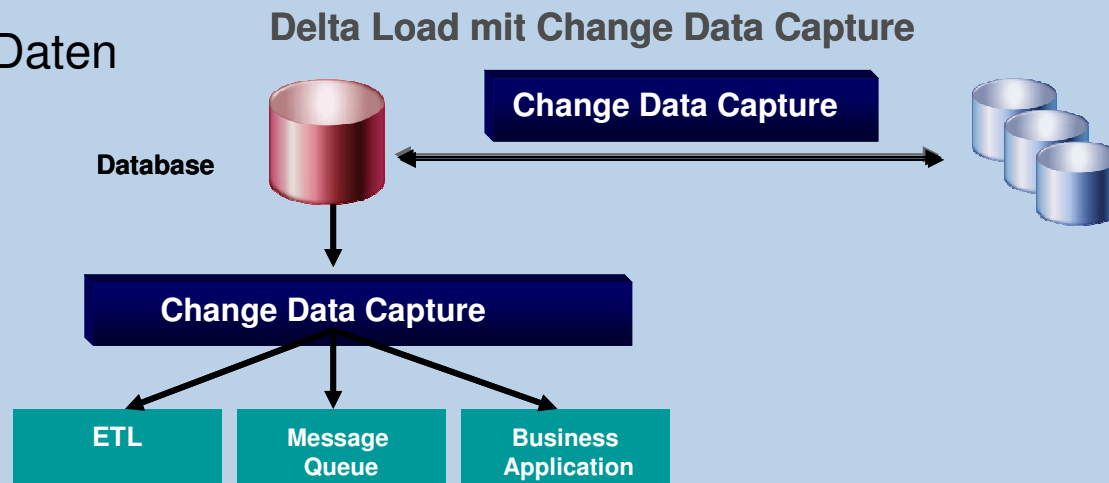 Delta Load mit Change Data Capture
Daten
Change Data Capture
Database
Change Data Capture
ETL
Message
Queue
Business
Application